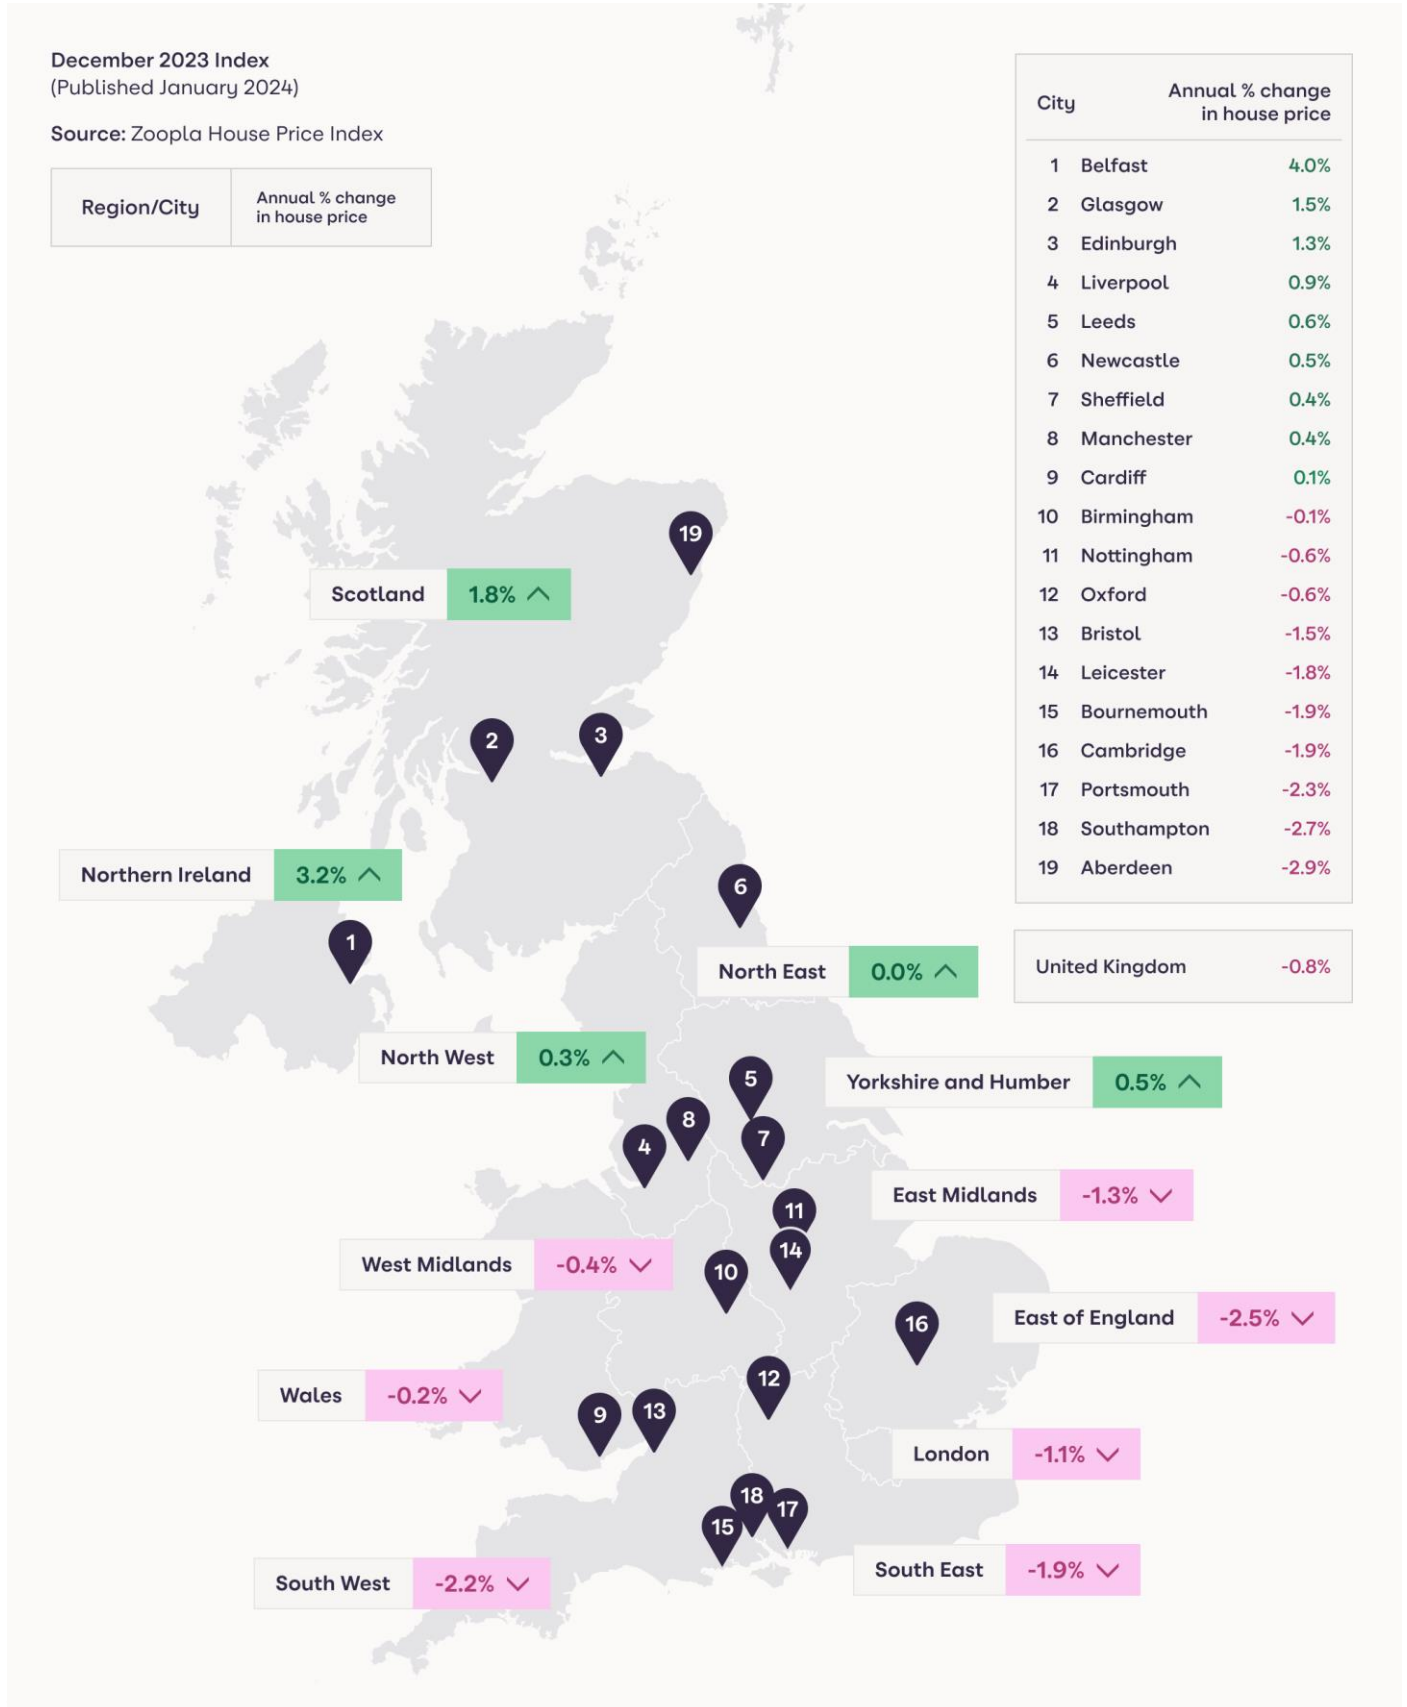 December 2023 Index
(Published January 2024)
Source: Zoopla House Price Index
Region/City
Annual % change
in house price
City
Annual % change
in house price
1 Belfast 4.0%
2 Glasgow 1.5%
3 Edinburgh 1.3%
4 Liverpool 0.9%
5 Leeds 0.6%
6 Newcastle 0.5%
7 Sheffield 0.4%
8 Manchester 0.4%
9 Cardiff 0.1%
10 Birmingham -0.1%
11 Nottingham -0.6%
12 Oxford -0.6%
13 Bristol -1.5%
14 Leicester -1.8%
15 Bournemouth -1.9%
16 Cambridge -1.9%
17 Portsmouth -2.3%
18 Southampton -2.7%
19 Aberdeen -2.9%
United Kingdom -0.8%
19
Scotland 1.8%
2
3
Northern Ireland 3.2%
6
1
North East 0.0%
North West 0.3%
5
Yorkshire and Humber 0.5%
8
7
4
East Midlands -1.3%
11
14
West Midlands -0.4%
10
East of England -2.5%
16
12
Wales -0.2%
9
13
London -1.1%
18
17
15
South East -1.9%
South West -2.2%